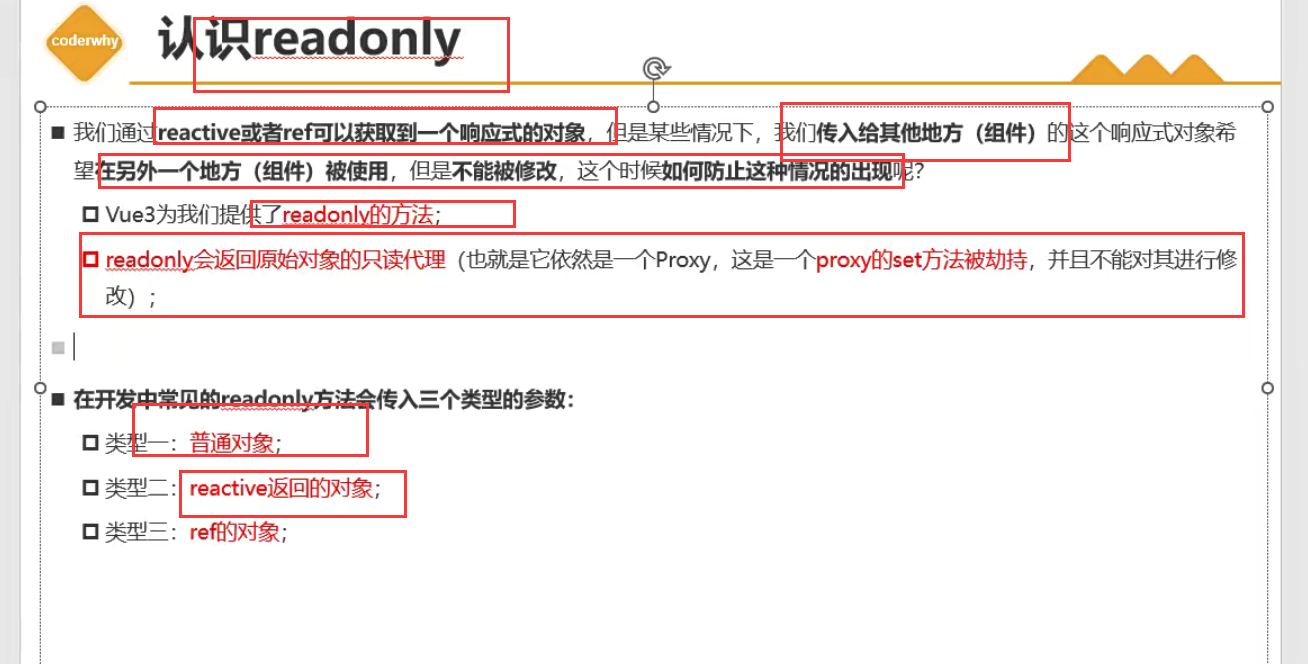 coderwhy
认识readonly
我们通过reactive或者ref可以获取到一个响应式的对象，但是某些情况下，我们传入给其他地方（组件）的这个响应式对象希
望在另外一个地方（组件）被使用，但是不能被修改，这个时候如何防止这种情况的出现呢？
Vue3为我们提供了readonly的方法；
readonly会返回原始对象的只读代理（也就是它依然是一个Proxy，这是一个proxy的set方法被劫持，并且不能对其进行修
改）；
在开发中常见的readonly方法会传入三个类型的参数：
类型一：普通对象；
类型二：reactive返回的对象；
类型三：ref的对象；